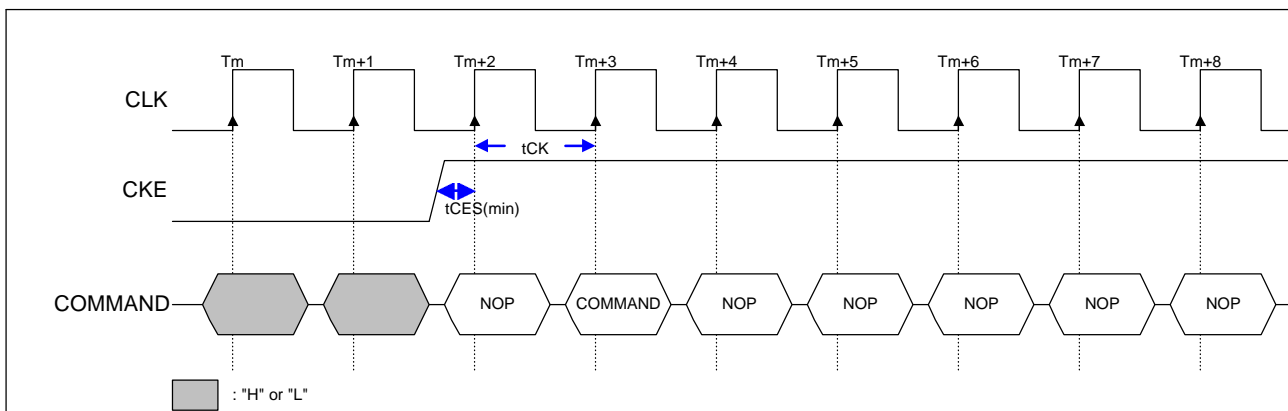 Tm Tm+1 Tm+2 Tm+3 Tm+4 Tm+5 Tm+6 Tm+7 Tm+8
CLK
tCK
CKE
tCES(min)
COMMAND NOP COMMAND NOP NOP NOP NOP NOP
: "H" or "L"